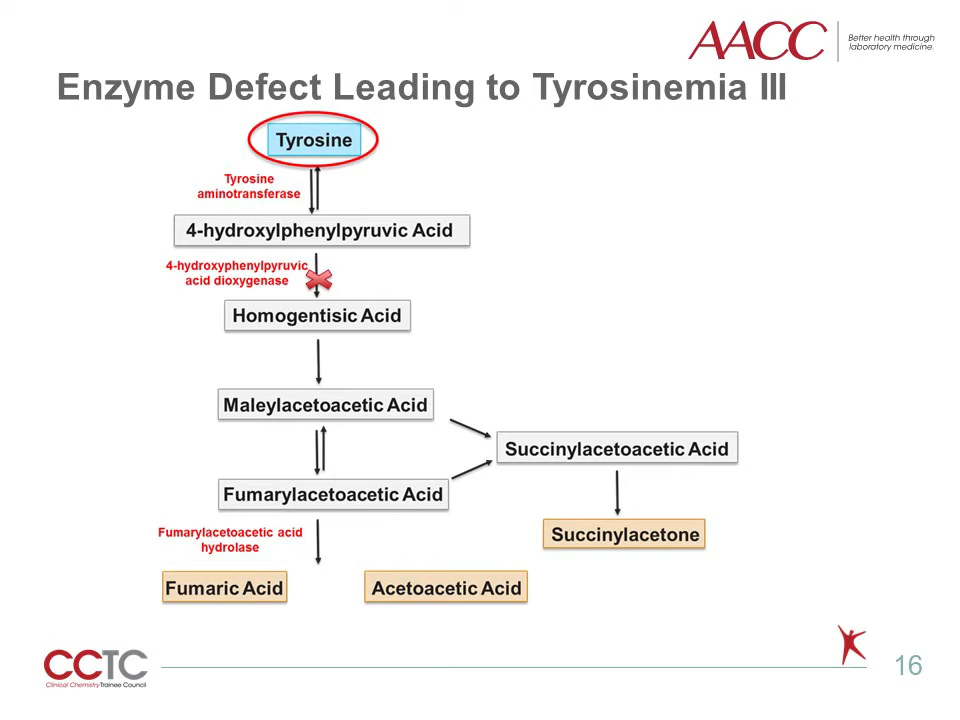 AACC
Better health through
laboratory medicine.
Enzyme Defect Leading to Tyrosinemia III
Tyrosine
Tyrosine
aminotransferase
4-hydroxylphenylpyruvic Acid
4-hydroxyphenylpyruvic
acid dioxygenase
Homogentisic Acid
Maleylacetoacetic Acid
Succinylacetoacetic Acid
Fumarylacetoacetic Acid
Fumarylacetoacetic acid
hydrolase
Succinylacetone
Fumaric Acid
Acetoacetic Acid
CCTC
Clinical Chemistry Trainee Council
16